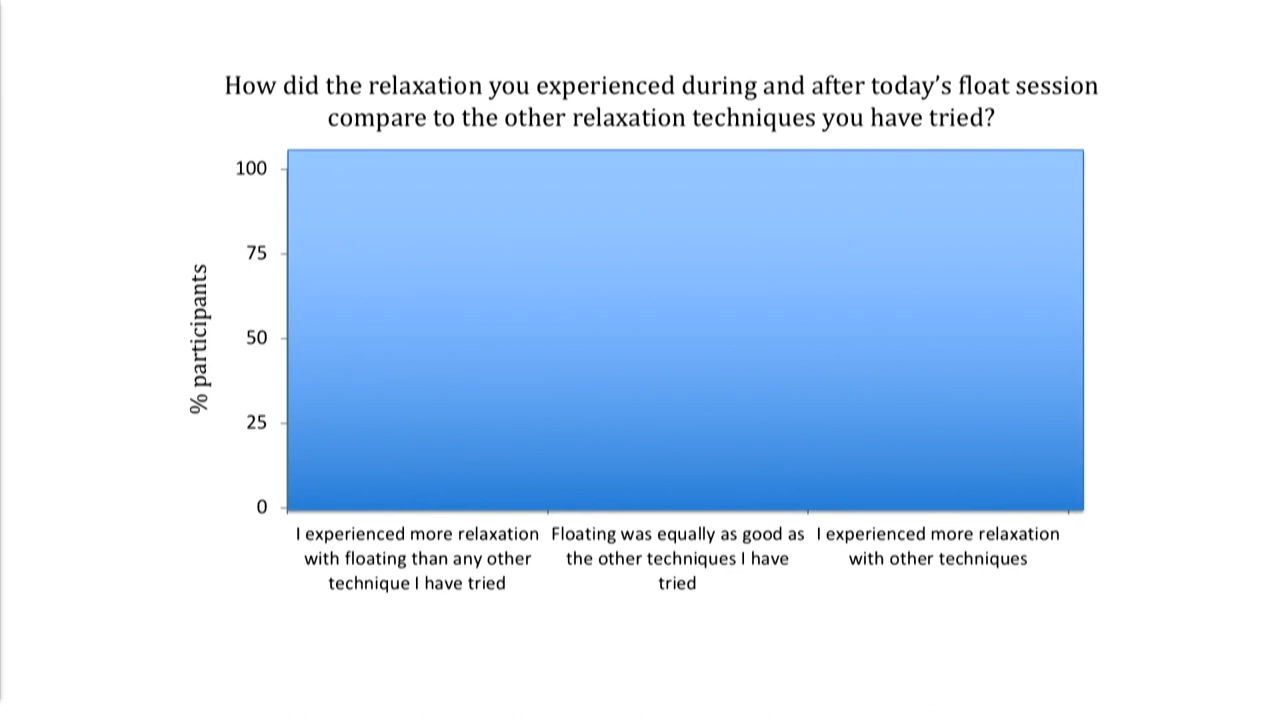 How did the relaxation you experienced during and after today’s float session
compare to the other relaxation techniques you have tried?
100
75
50
25
0
% participants
I experienced more relaxation
with floating than any other
technique I have tried
Floating was equally as good as
the other techniques I have
tried
I experienced more relaxation
with other techniques